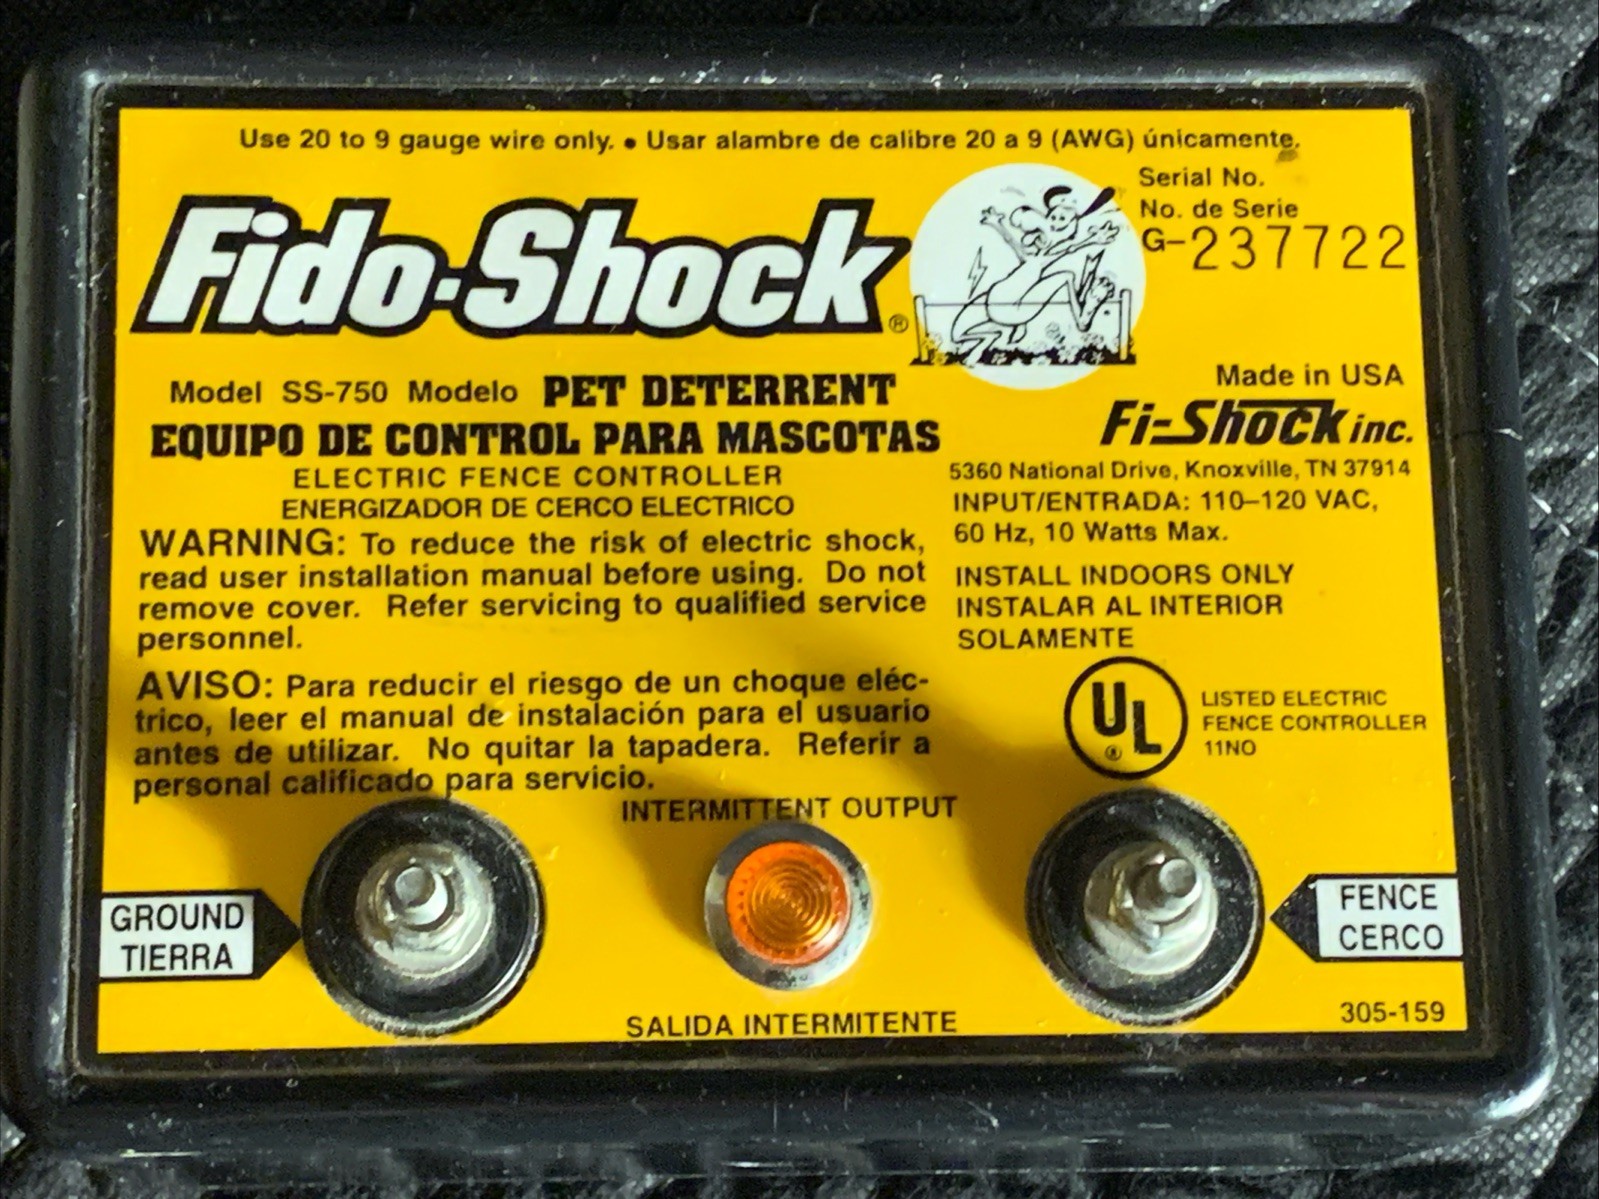 Use 20 to 9 gauge wire only. • Usar alambre de calibre 20 a 9 (AWG) únicamente.
Serial No.
No. de Serie
G-237722
Fido-Shock®
Model SS-750 Modelo PET DETERRENT
EQUIPO DE CONTROL PARA MASCOTAS
ELECTRIC FENCE CONTROLLER
ENERGIZADOR DE CERCO ELECTRICO
WARNING: To reduce the risk of electric shock,
read user installation manual before using. Do not
remove cover. Refer servicing to qualified service
personnel.
AVISO: Para reducir el riesgo de un choque eléc-
trico, leer el manual de instalación para el usuario
antes de utilizar. No quitar la tapadera. Referir a
personal calificado para servicio.
Made in USA
Fi-Shock inc.
5360 National Drive, Knoxville, TN 37914
INPUT/ENTRADA: 110–120 VAC,
60 Hz, 10 Watts Max.
INSTALL INDOORS ONLY
INSTALAR AL INTERIOR
SOLAMENTE
UL®
LISTED ELECTRIC
FENCE CONTROLLER
11NO
INTERMITTENT OUTPUT
GROUND
TIERRA
FENCE
CERCO
SALIDA INTERMITENTE
305-159